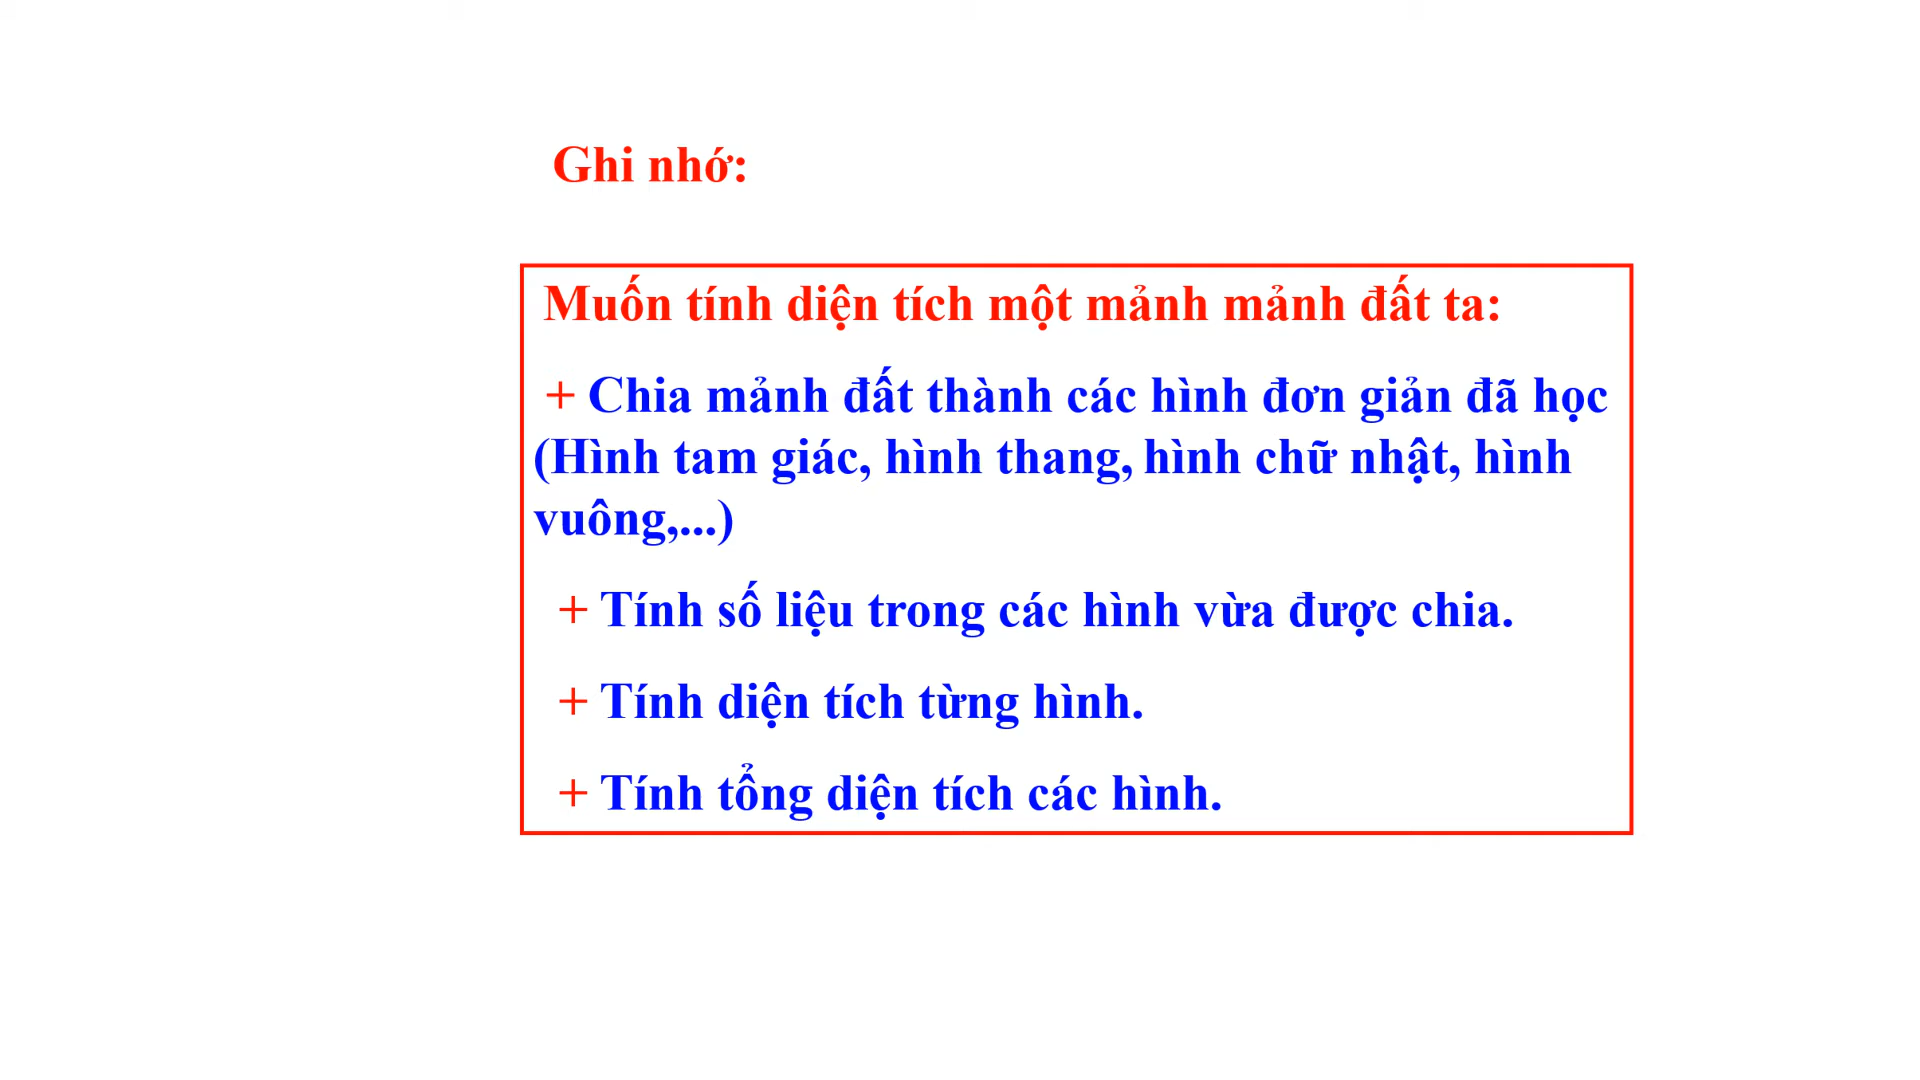 Ghi nhớ:
Muốn tính diện tích một mảnh mảnh đất ta:
+ Chia mảnh đất thành các hình đơn giản đã học
(Hình tam giác, hình thang, hình chữ nhật, hình
vuông,...)
+ Tính số liệu trong các hình vừa được chia.
+ Tính diện tích từng hình.
+ Tính tổng diện tích các hình.